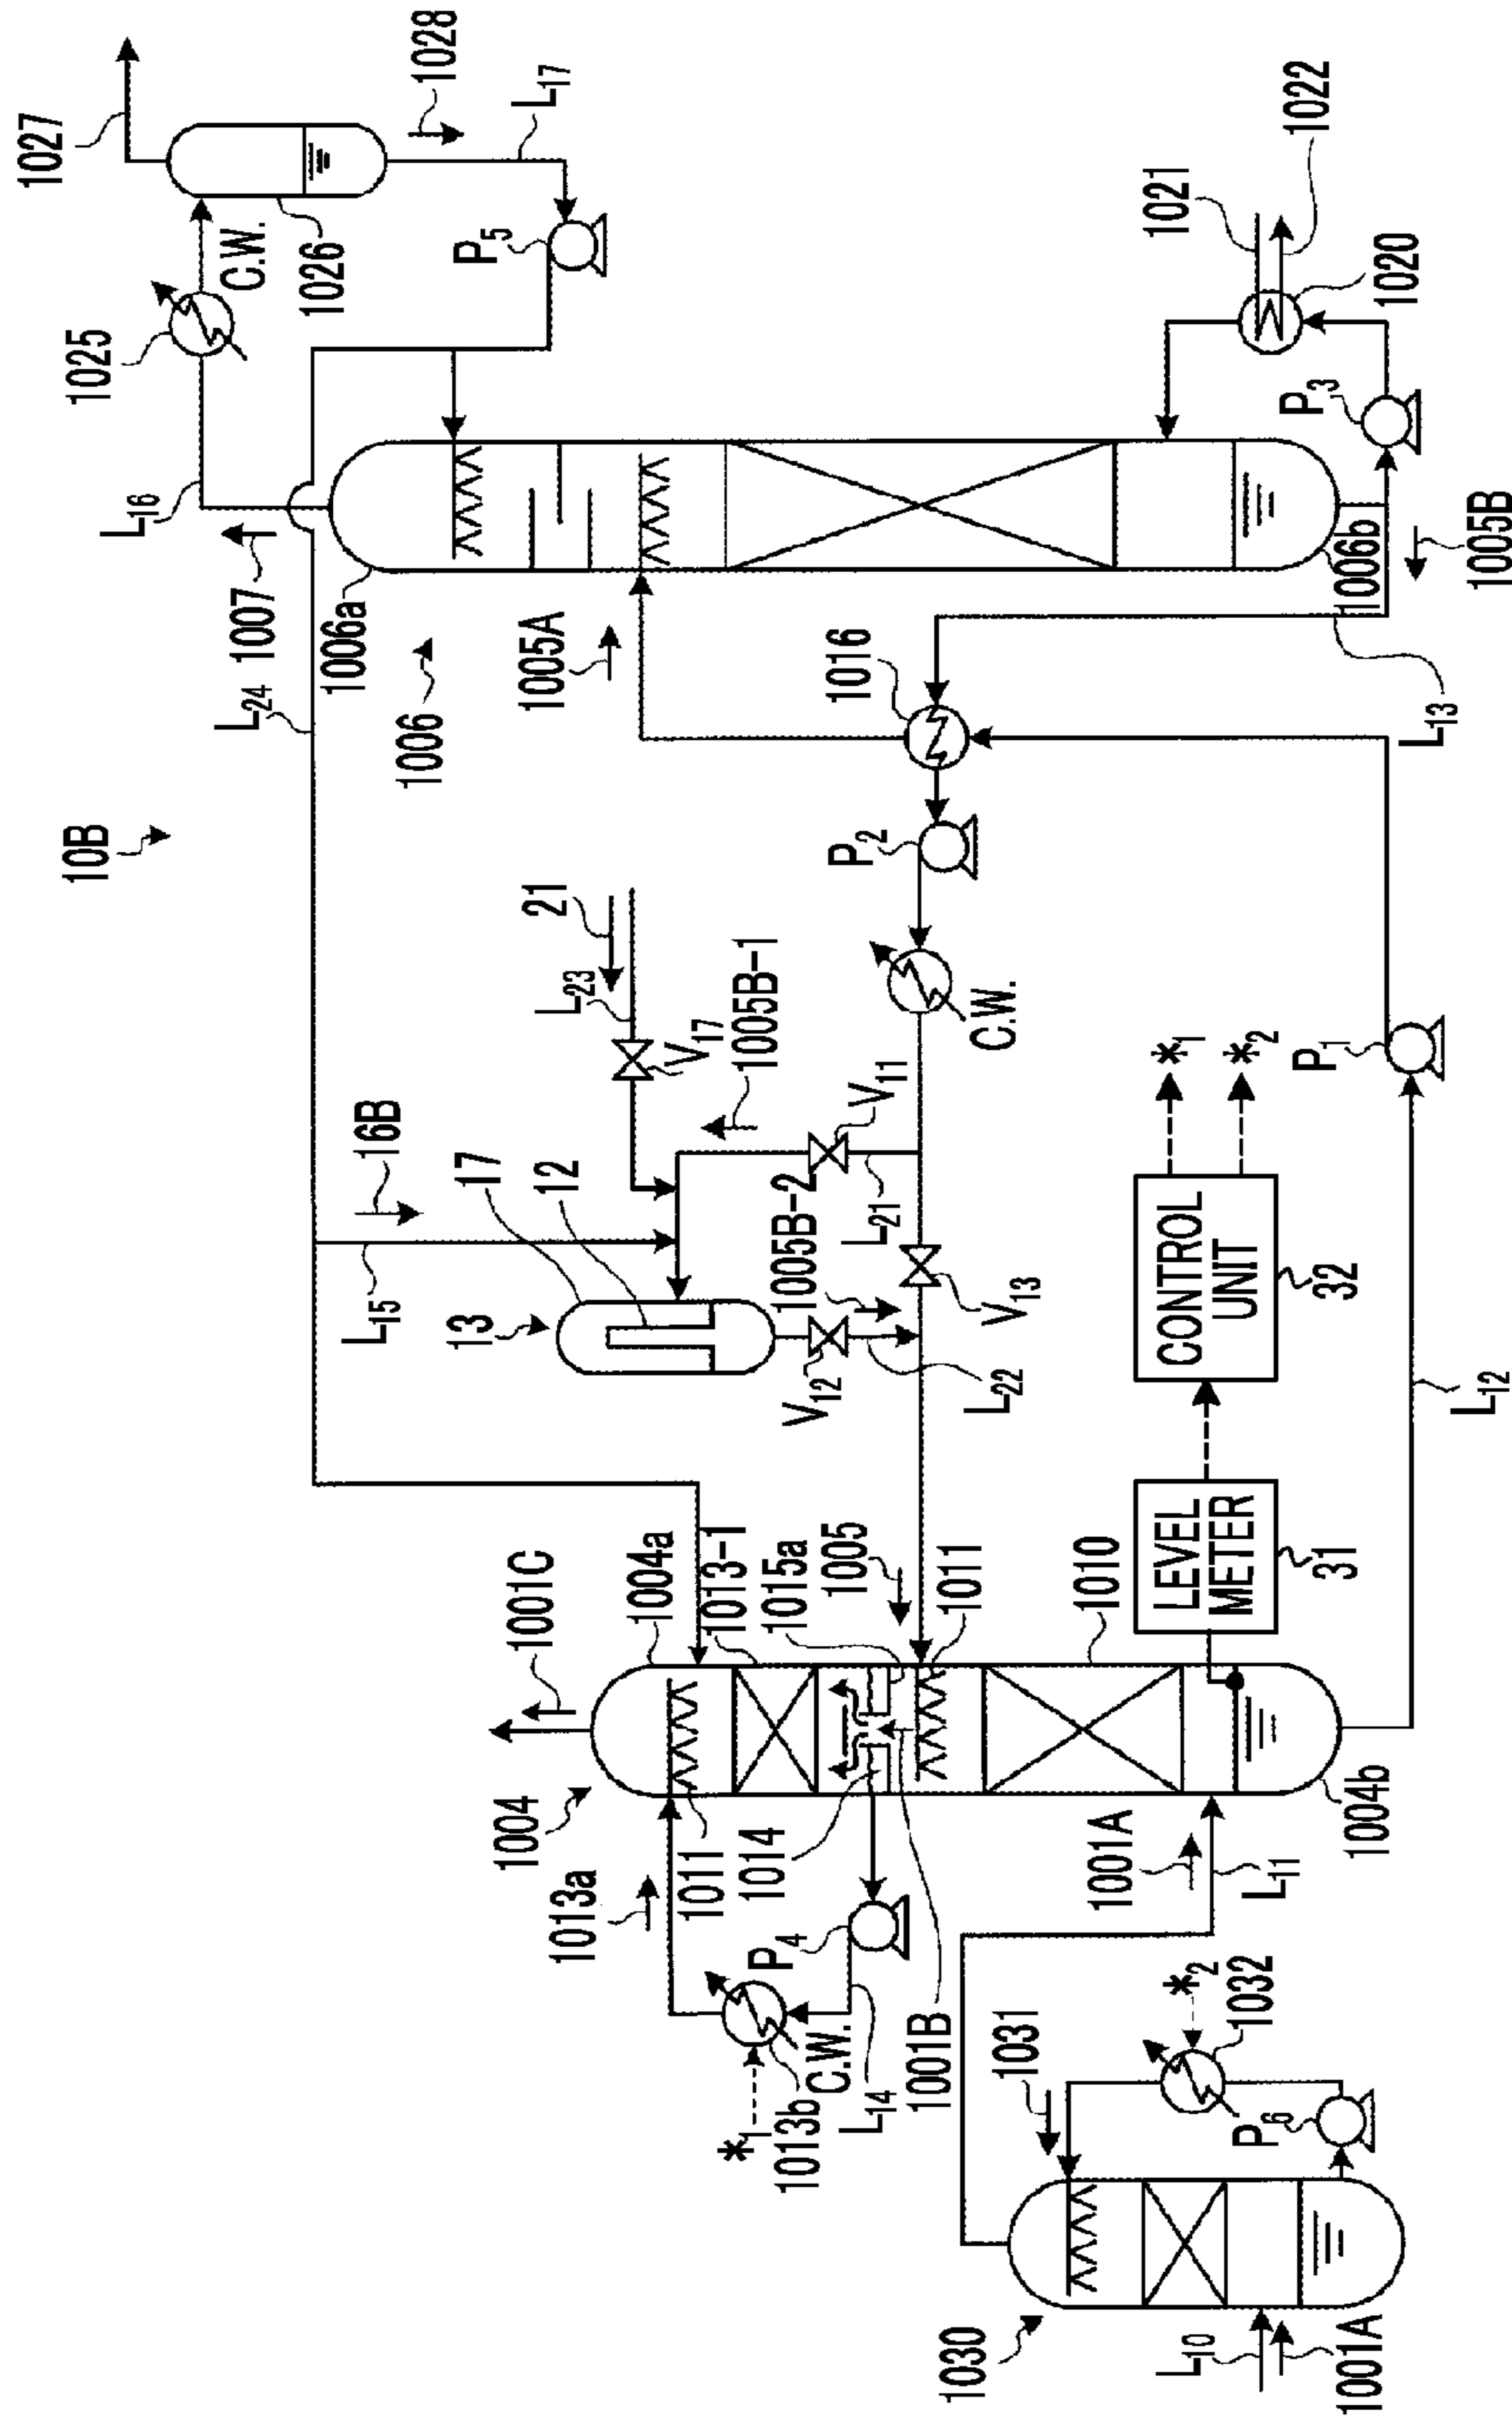 10B
1027
1028
L17
1025
C.W.
1026
P5
L16
1007
L24
1006a
1006
1005A
1016
1021
1022
1020
P3
1006b
1005B
L13
P2
C.W.
21
L23
V17
1005B-1
V11
L21
16B
17
12
13
L15
1005B-2
V12
L22
V13
P1
*1
*2
CONTROL
UNIT
32
LEVEL
METER
31
L12
1001C
1004a
1013-1
1015a
1005
1011
1010
1004
1013a
1011
1014
1001A
L11
1004b
P4
C.W.
*1
1013b
L14
1001B
1031
*2
1032
P6
1030
L10
1001A